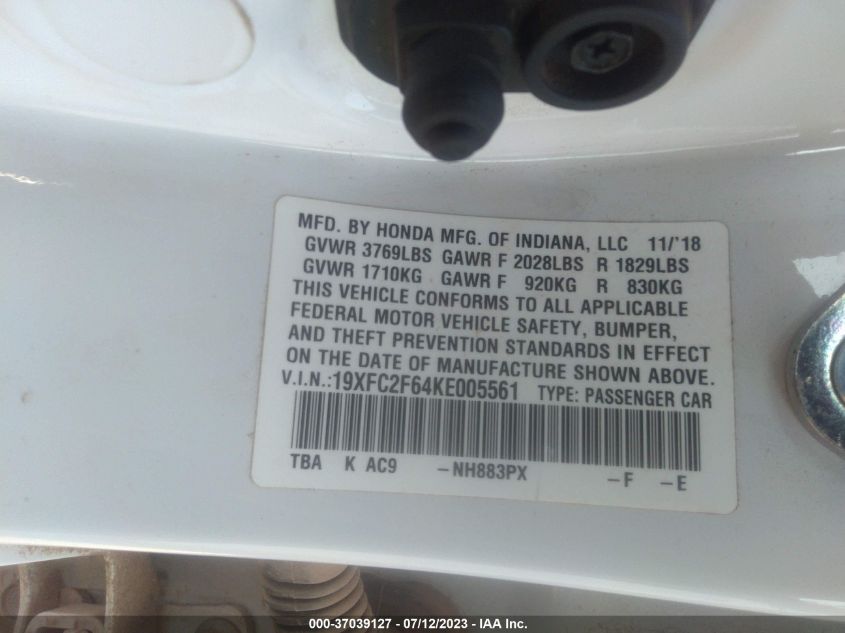 MFD. BY HONDA MFG. OF INDIANA, LLC 11/'18
GVWR 3769LBS GAWR F 2028LBS R 1829LBS
GVWR 1710KG GAWR F 920KG R 830KG
THIS VEHICLE CONFORMS TO ALL APPLICABLE
FEDERAL MOTOR VEHICLE SAFETY, BUMPER,
AND THEFT PREVENTION STANDARDS IN EFFECT
ON THE DATE OF MANUFACTURE SHOWN ABOVE.
V.I.N.:19XFC2F64KE005561 TYPE: PASSENGER CAR
TBA K AC9 -NH883PX -F -E
000-37039127 - 07/12/2023 - IAA Inc.